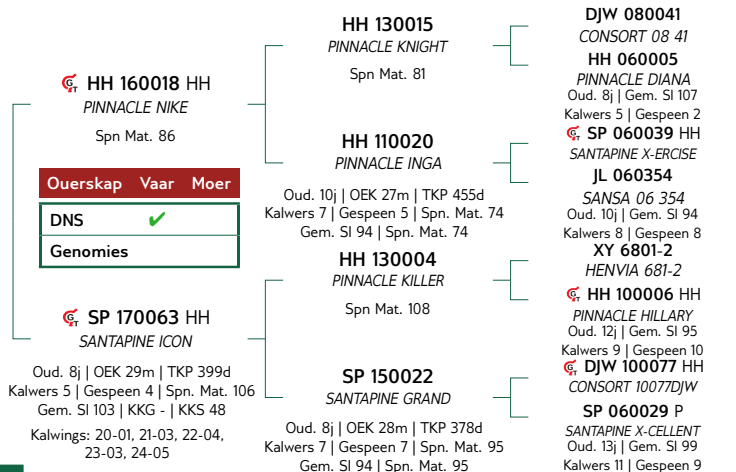 HH 160018 HH
PINNACLE NIKE
Spn Mat. 86
Ouerskap Vaar Moer
DNS ✔
Genomies
SP 170063 HH
SANTAPINE ICON
Oud. 8j | OEK 29m | TKP 399d
Kalwers 5 | Gespeen 4 | Spn. Mat. 106
Gem. SI 103 | KKG - | KKS 48
Kalwings: 20-01, 21-03, 22-04,
23-03, 24-05
HH 130015
PINNACLE KNIGHT
Spn Mat. 81
HH 110020
PINNACLE INGA
Oud. 10j | OEK 27m | TKP 455d
Kalwers 7 | Gespeen 5 | Spn. Mat. 74
Gem. SI 94 | Spn. Mat. 74
HH 130004
PINNACLE KILLER
Spn Mat. 108
SP 150022
SANTAPINE GRAND
Oud. 8j | OEK 28m | TKP 378d
Kalwers 7 | Gespeen 7 | Spn. Mat. 95
Gem. SI 94 | Spn. Mat. 95
DJW 080041
CONSORT 08 41
HH 060005
PINNACLE DIANA
Oud. 8j | Gem. SI 107
Kalwers 5 | Gespeen 2
SP 060039 HH
SANTAPINE X-ERCISE
JL 060354
SANSA 06 354
Oud. 10j | Gem. SI 94
Kalwers 8 | Gespeen 8
XY 6801-2
HENVIA 681-2
HH 100006 HH
PINNACLE HILLARY
Oud. 12j | Gem. SI 95
Kalwers 9 | Gespeen 10
DJW 100077 HH
CONSORT 10077DJW
SP 060029 P
SANTAPINE X-CELLENT
Oud. 13j | Gem. SI 99
Kalwers 11 | Gespeen 9